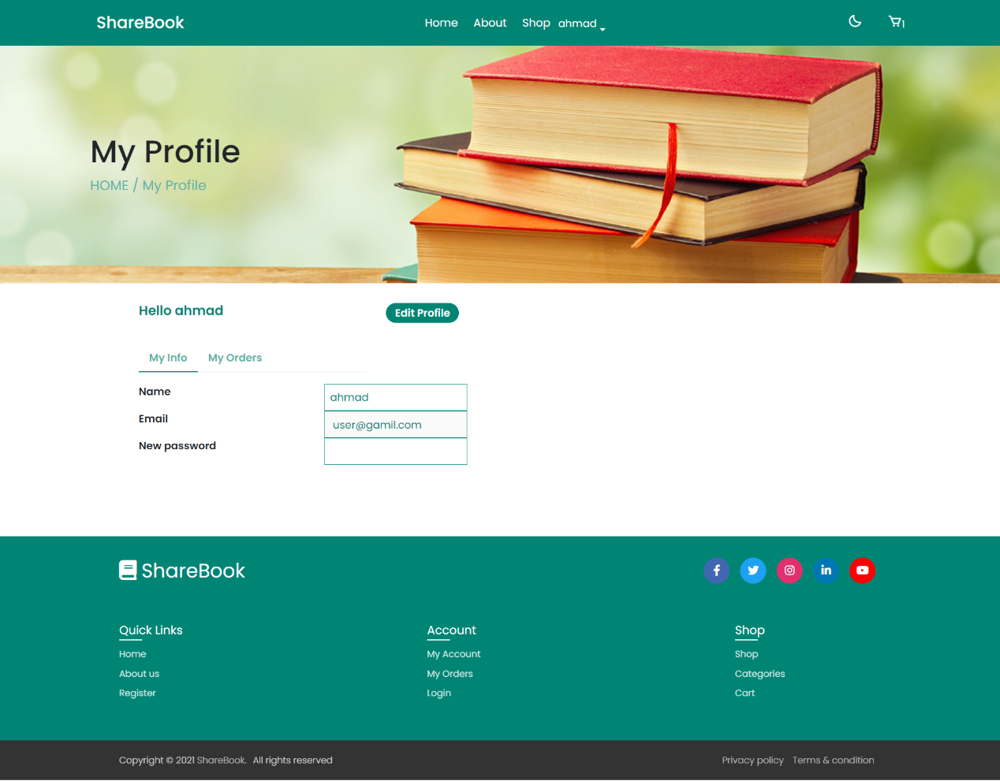 ShareBook
Home About Shop ahmad
1
My Profile
HOME / My Profile
Hello ahmad
Edit Profile
My Info My Orders
Name
ahmad
Email
user@gamil.com
New password
ShareBook
Quick Links
Home
About us
Register
Account
My Account
My Orders
Login
Shop
Shop
Categories
Cart
Copyright © 2021 ShareBook. All rights reserved
Privacy policy Terms & condition